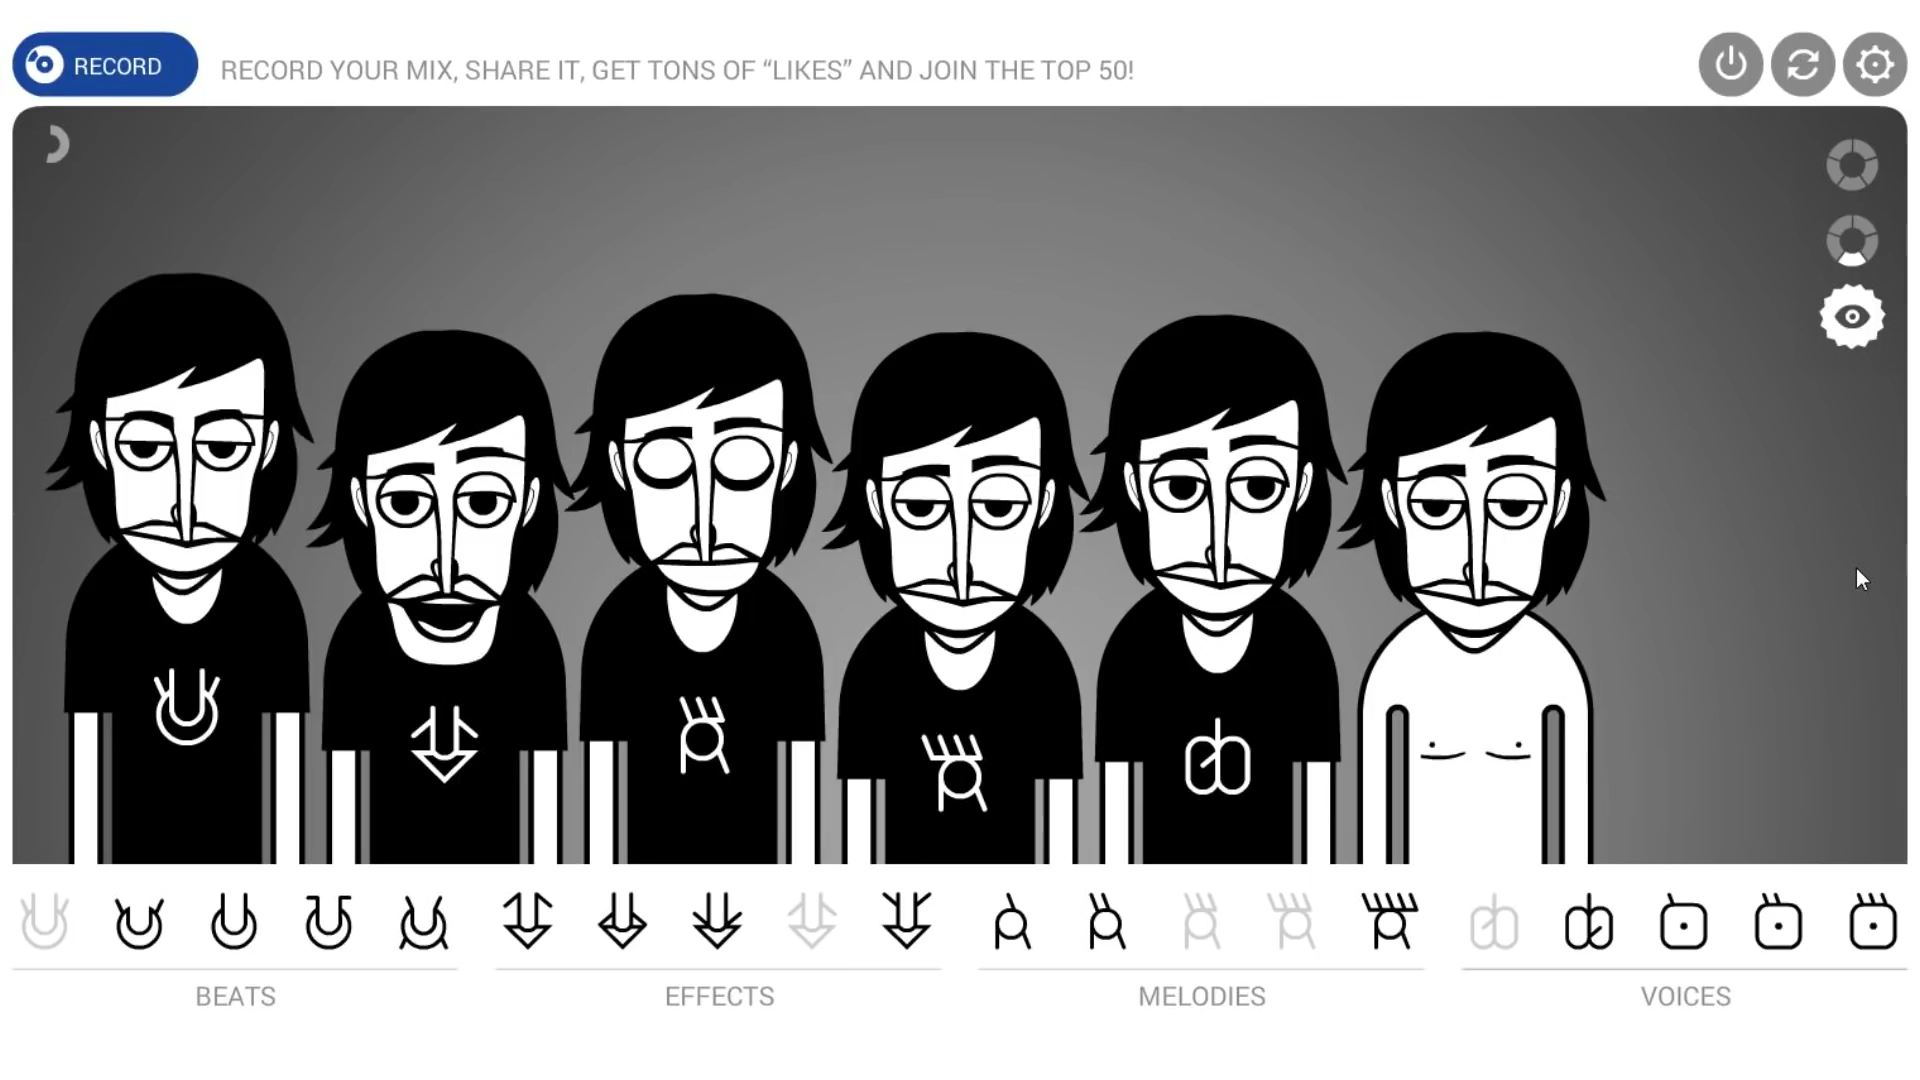 RECORD
RECORD YOUR MIX, SHARE IT, GET TONS OF “LIKES” AND JOIN THE TOP 50!
BEATS
EFFECTS
MELODIES
VOICES